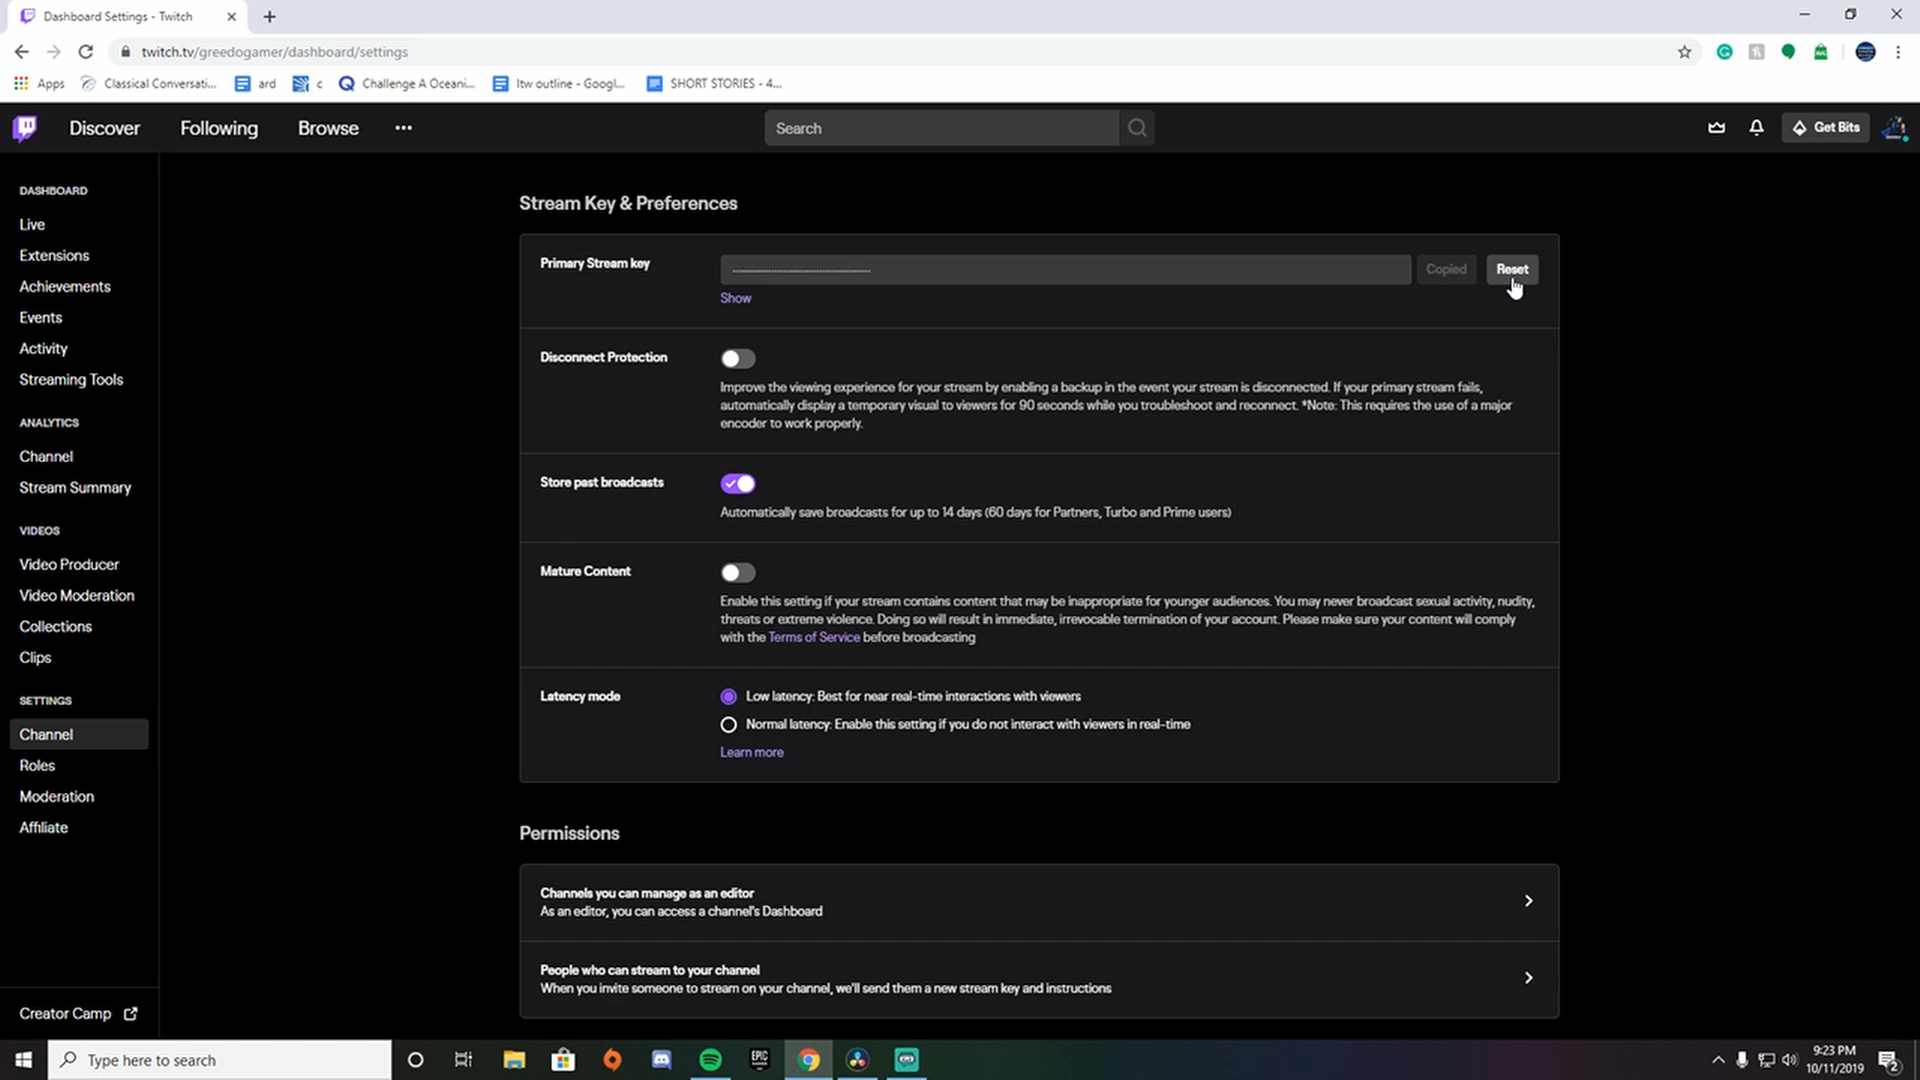 Dashboard Settings - Twitch
twitch.tv/greedogamer/dashboard/settings
Apps
Classical Conversati...
ard
c
Challenge A Oceani...
ltw outline - Googl...
SHORT STORIES - 4...
Discover
Following
Browse
Search
Get Bits
DASHBOARD
Live
Extensions
Achievements
Events
Activity
Streaming Tools
ANALYTICS
Channel
Stream Summary
VIDEOS
Video Producer
Video Moderation
Collections
Clips
SETTINGS
Channel
Roles
Moderation
Affiliate
Creator Camp
Stream Key & Preferences
Primary Stream key
Copied
Reset
Show
Disconnect Protection
Improve the viewing experience for your stream by enabling a backup in the event your stream is disconnected. If your primary stream fails,
automatically display a temporary visual to viewers for 90 seconds while you troubleshoot and reconnect. *Note: This requires the use of a major
encoder to work properly.
Store past broadcasts
Automatically save broadcasts for up to 14 days (60 days for Partners, Turbo and Prime users)
Mature Content
Enable this setting if your stream contains content that may be inappropriate for younger audiences. You may never broadcast sexual activity, nudity,
threats or extreme violence. Doing so will result in immediate, irrevocable termination of your account. Please make sure your content will comply
with the Terms of Service before broadcasting
Latency mode
Low latency: Best for near real-time interactions with viewers
Normal latency: Enable this setting if you do not interact with viewers in real-time
Learn more
Permissions
Channels you can manage as an editor
As an editor, you can access a channel's Dashboard
People who can stream to your channel
When you invite someone to stream on your channel, we'll send them a new stream key and instructions
Type here to search
EPIC
9:23 PM
10/11/2019
2